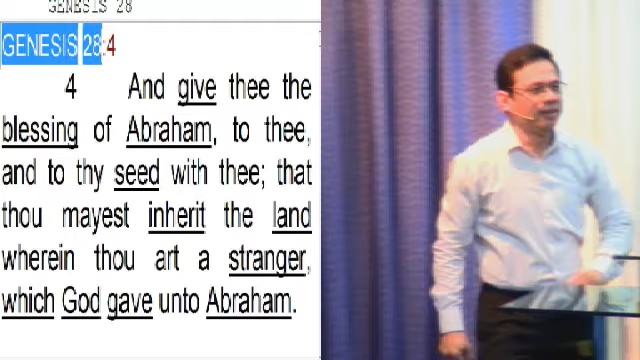 GENESIS 28
GENESIS 28:4
4 And give thee the
blessing of Abraham, to thee,
and to thy seed with thee; that
thou mayest inherit the land
wherein thou art a stranger,
which God gave unto Abraham.